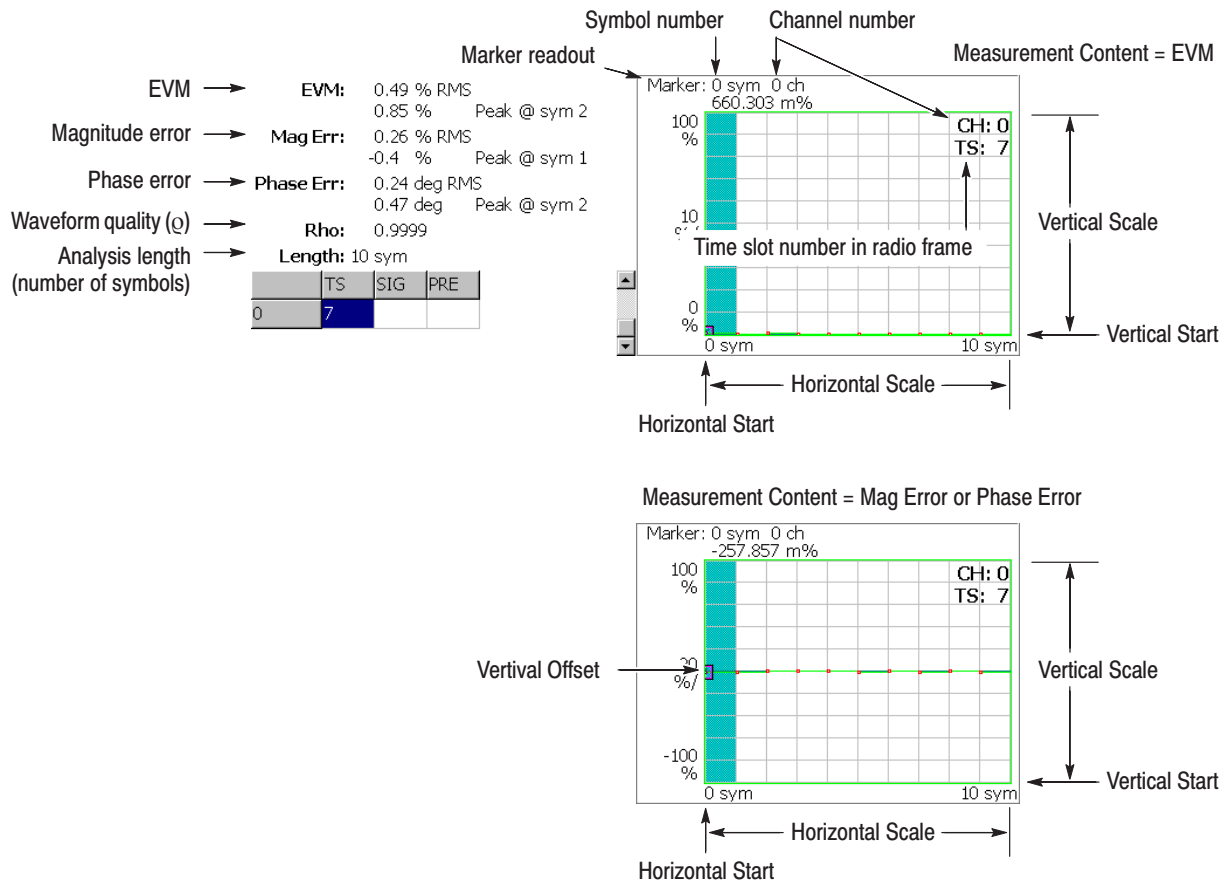 Symbol number
Channel number
Marker readout
Measurement Content = EVM
EVM
EVM: 0.49 % RMS
0.85 % Peak @ sym 2
Magnitude error
Mag Err: 0.26 % RMS
-0.4 % Peak @ sym 1
Phase error
Phase Err: 0.24 deg RMS
0.47 deg Peak @ sym 2
Waveform quality (ρ)
Rho: 0.9999
Analysis length
(number of symbols)
Length: 10 sym
TS SIG PRE
0 7
Marker: 0 sym 0 ch
660.303 m%
100
%
CH: 0
TS: 7
10
Time slot number in radio frame
Vertical Scale
0
%
0 sym 10 sym
Vertical Start
Horizontal Scale
Horizontal Start
Measurement Content = Mag Error or Phase Error
Marker: 0 sym 0 ch
-257.857 m%
100
%
CH: 0
TS: 7
Vertival Offset
20
%/
Vertical Scale
-100
%
0 sym 10 sym
Vertical Start
Horizontal Scale
Horizontal Start